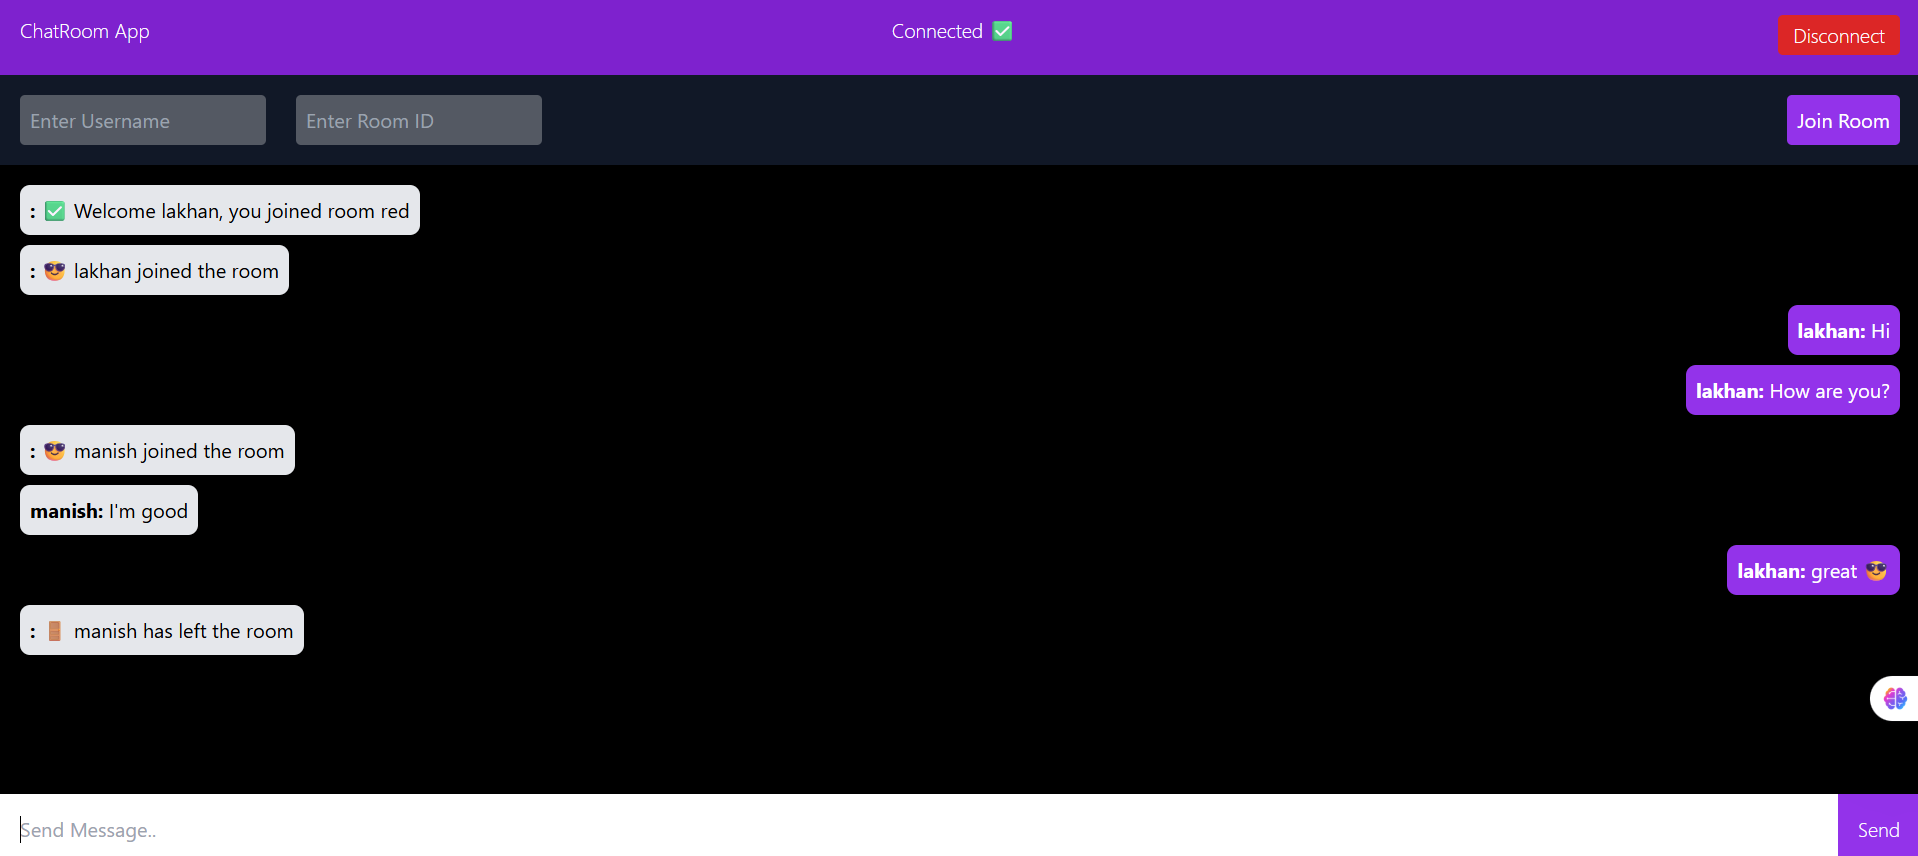 ChatRoom App
Connected ✅
Disconnect
Enter Username
Enter Room ID
Join Room
: ✅ Welcome lakhan, you joined room red
: 😎 lakhan joined the room
lakhan: Hi
lakhan: How are you?
: 😎 manish joined the room
manish: I'm good
lakhan: great 😎
: 🚪 manish has left the room
Send Message..
Send